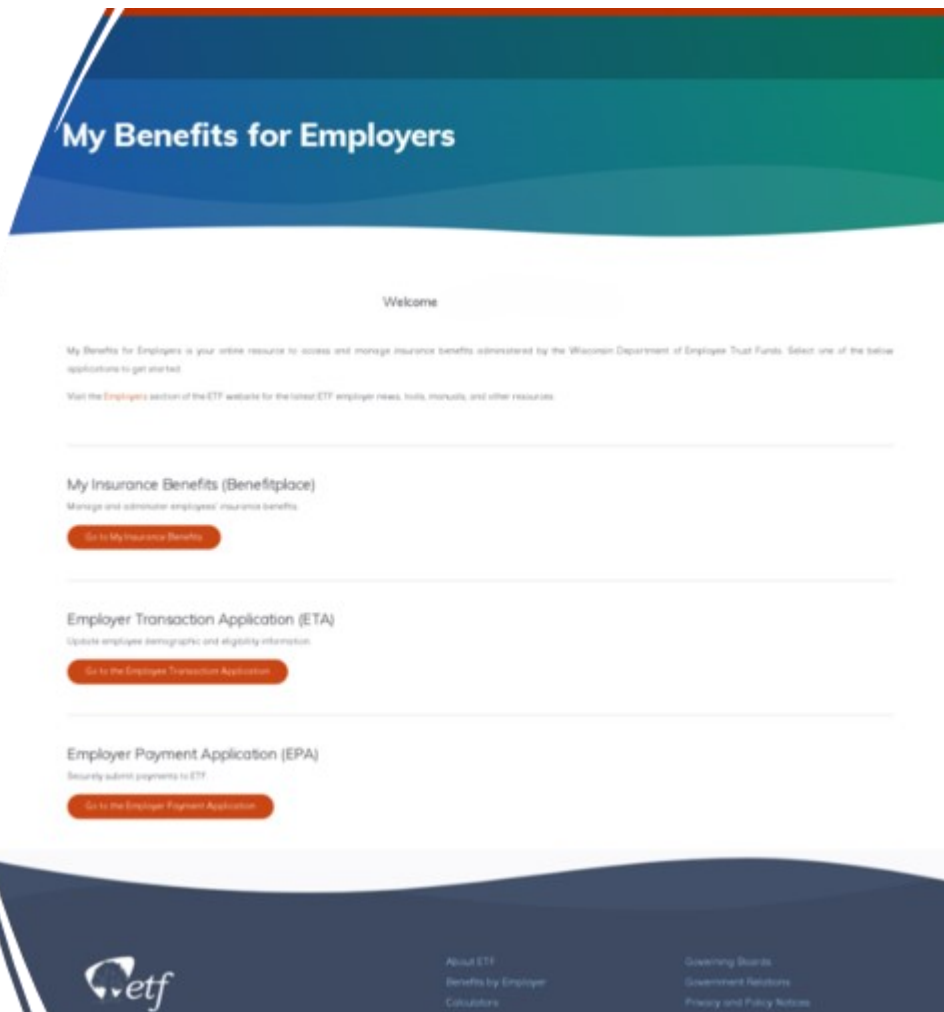 My Benefits for Employers
Welcome
My Benefits for Employers is your online resource to access and manage insurance benefits administered by the Wisconsin Department of Employee Trust Funds. Select one of the below
applications to get started.
Visit the Employers section of the ETF website for the latest ETF employer news, tools, manuals, and other resources.
My Insurance Benefits (Benefitplace)
Manage and administer employees' insurance benefits.
Go to My Insurance Benefits
Employer Transaction Application (ETA)
Update employee demographic and eligibility information.
Go to the Employee Transaction Application
Employer Payment Application (EPA)
Securely submit payments to ETF.
Go to the Employer Payment Application
etf
About ETF
Benefits by Employer
Calculators
Governing Boards
Government Relations
Privacy and Policy Notices